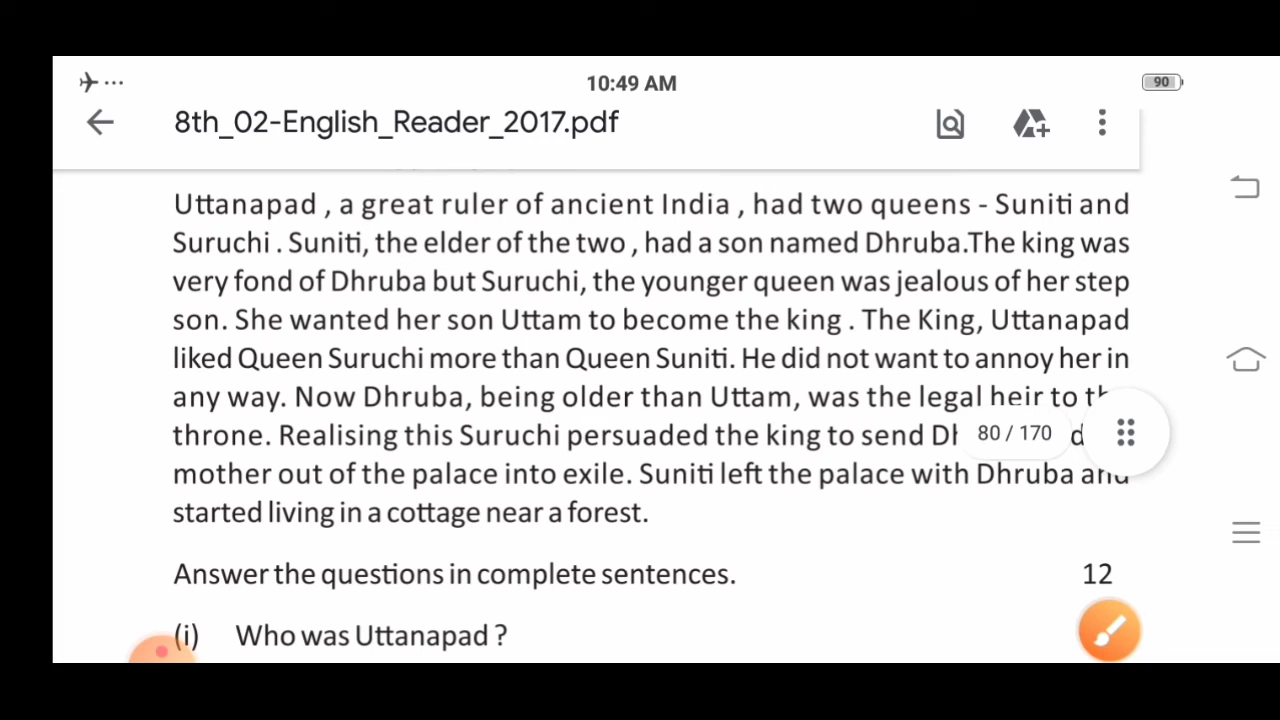 10:49 AM
90
8th_02-English_Reader_2017.pdf
Uttanapad , a great ruler of ancient India , had two queens - Suniti and
Suruchi . Suniti, the elder of the two , had a son named Dhruba.The king was
very fond of Dhruba but Suruchi, the younger queen was jealous of her step
son. She wanted her son Uttam to become the king . The King, Uttanapad
liked Queen Suruchi more than Queen Suniti. He did not want to annoy her in
any way. Now Dhruba, being older than Uttam, was the legal heir to
throne. Realising this Suruchi persuaded the king to send
80 / 170
mother out of the palace into exile. Suniti left the palace with Dhruba and
started living in a cottage near a forest.
Answer the questions in complete sentences. 12
(i) Who was Uttanapad ?